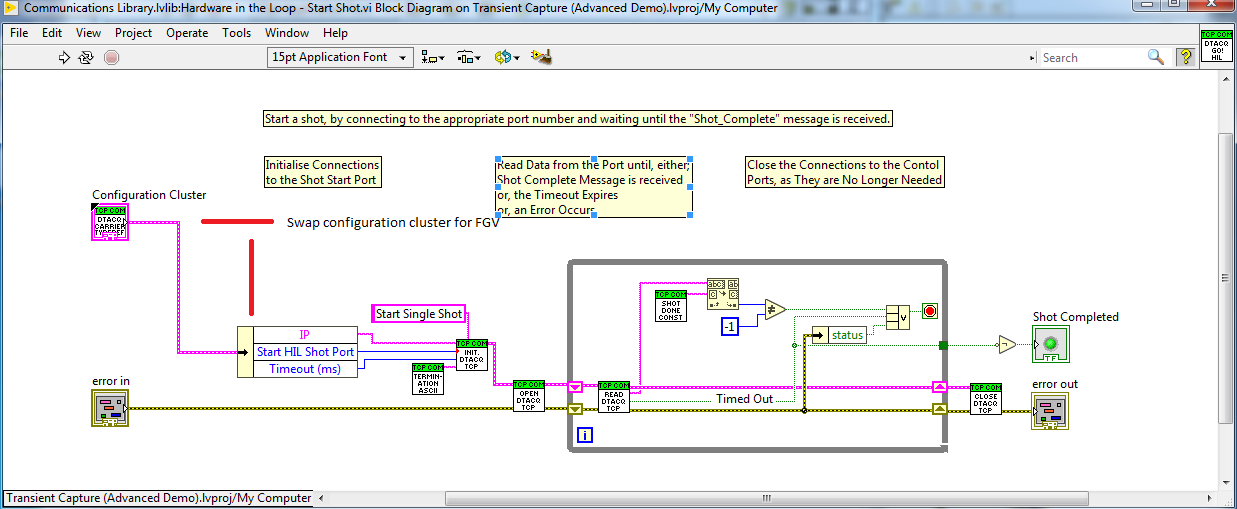 Communications Library.lvlib:Hardware in the Loop - Start Shot.vi Block Diagram on Transient Capture (Advanced Demo).lvproj/My Computer
File Edit View Project Operate Tools Window Help
15pt Application Font
Search
?
TCP COM
DTACQ
GO!
HIL
Start a shot, by connecting to the appropriate port number and waiting until the "Shot_Complete" message is received.
Initialise Connections
to the Shot Start Port
Read Data from the Port until, either;
Shot Complete Message is received
or, the Timeout Expires
or, an Error Occurs
Close the Connections to the Contol
Ports, as They are No Longer Needed
Configuration Cluster
TCP COM
DTACQ
CARRIER
TYPEDEF
Swap configuration cluster for FGV
Start Single Shot
IP
Start HIL Shot Port
Timeout (ms)
TCP COM
INIT.
DTACQ
TCP
TCP COM
TERMIN-
ATION
ASCII
TCP COM
SHOT
DONE
CONST
abc
ab
-1
≠
v
status
Shot Completed
TF
error in
TCP COM
OPEN
DTACQ
TCP
TCP COM
READ
DTACQ
TCP
Timed Out
TCP COM
CLOSE
DTACQ
TCP
error out
i
Transient Capture (Advanced Demo).lvproj/My Computer